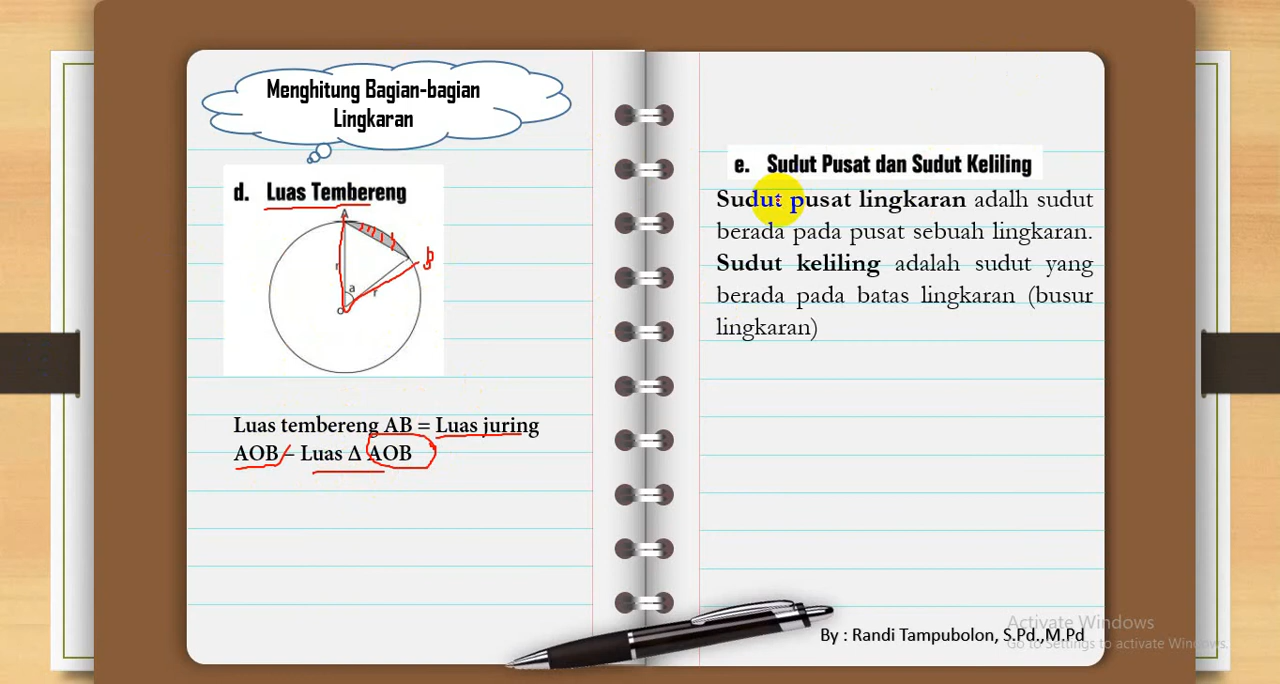 Menghitung Bagian-bagian
Lingkaran
d. Luas Tembereng
A
b
r
a
r
o
Luas tembereng AB = Luas juring
AOB – Luas Δ AOB
e. Sudut Pusat dan Sudut Keliling
Sudut pusat lingkaran adalh sudut
berada pada pusat sebuah lingkaran.
Sudut keliling adalah sudut yang
berada pada batas lingkaran (busur
lingkaran)
By : Randi Tampubolon, S.Pd.,M.Pd
Activate Windows
Go to Settings to activate Windows.